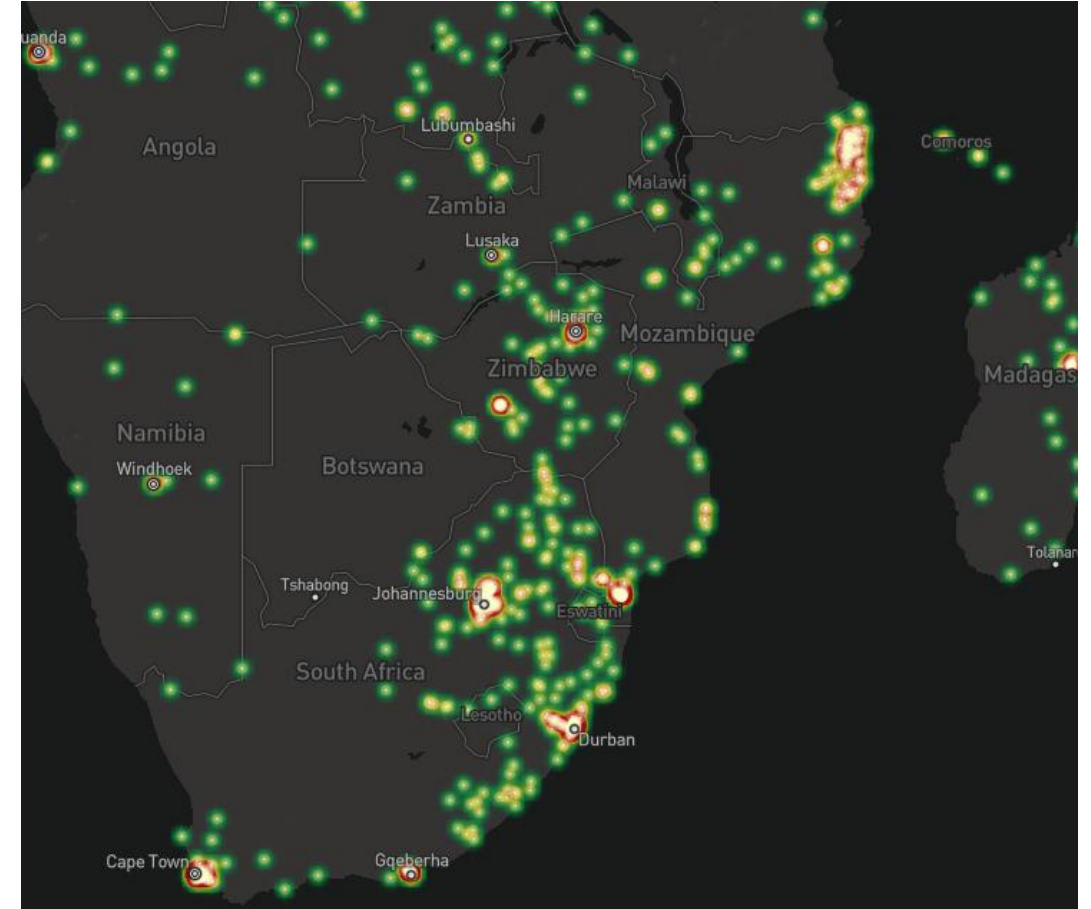 uanda
Angola
Lubumbashi
Comoros
Malawi
Zambia
Lusaka
Harare
Mozambique
Zimbabwe
Madagas
Namibia
Botswana
Windhoek
Tolanar
Tshabong
Johannesburg
Eswatini
South Africa
Lesotho
Durban
Cape Town
Gqeberha